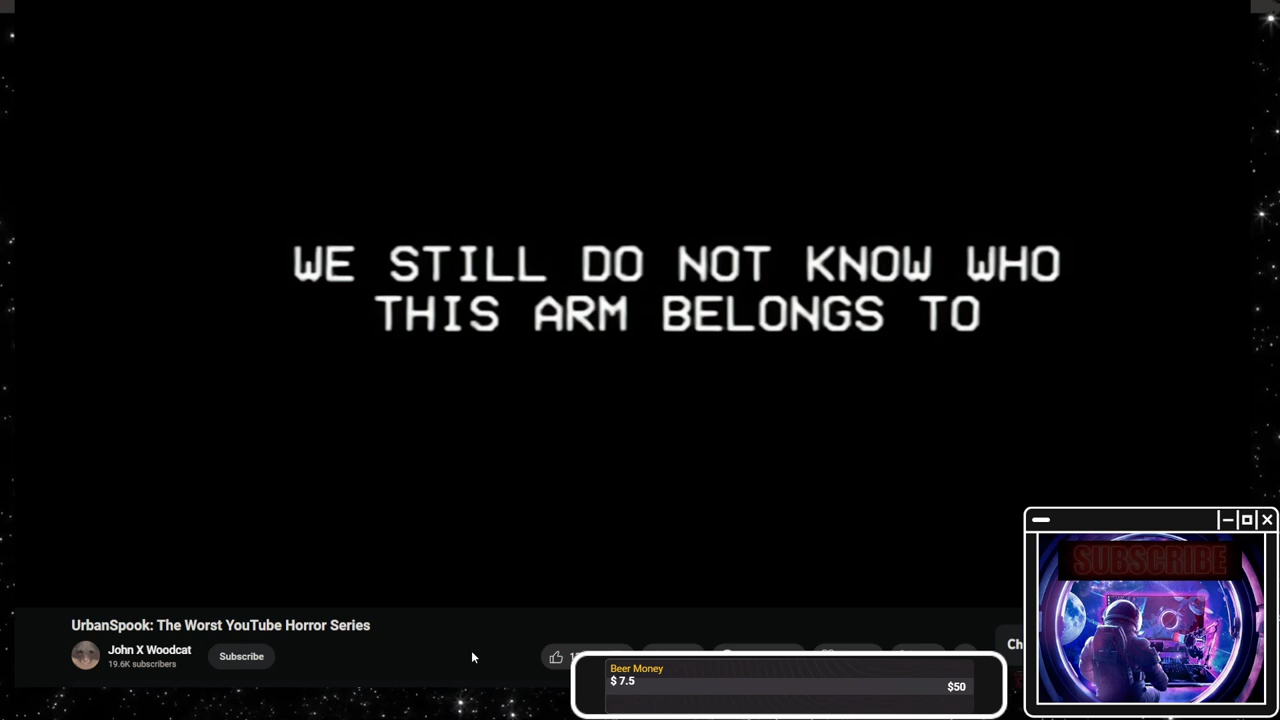 WE STILL DO NOT KNOW WHO
THIS ARM BELONGS TO
UrbanSpook: The Worst YouTube Horror Series
John X Woodcat
19.6K subscribers
Subscribe
Beer Money
$ 7.5
$50
SUBSCRIBE